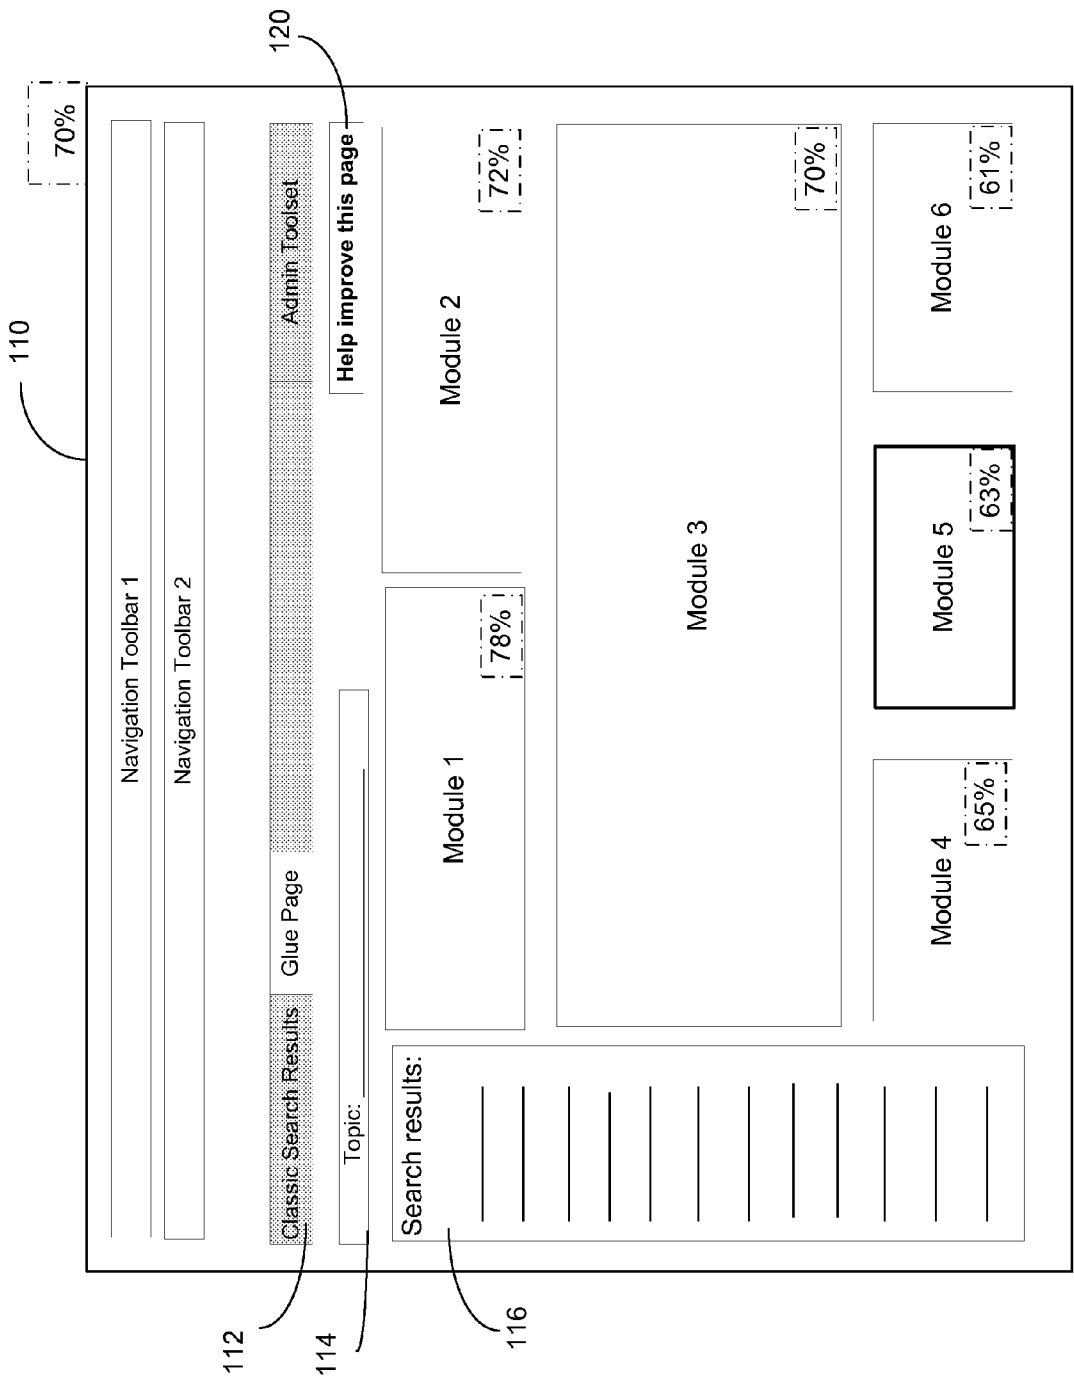 110
70%
Navigation Toolbar 1
Navigation Toolbar 2
112
Classic Search Results
Glue Page
Admin Toolset
114
Topic:
Help improve this page
120
116
Search results:
Module 1
78%
Module 2
72%
Module 3
70%
Module 4
65%
Module 5
63%
Module 6
61%